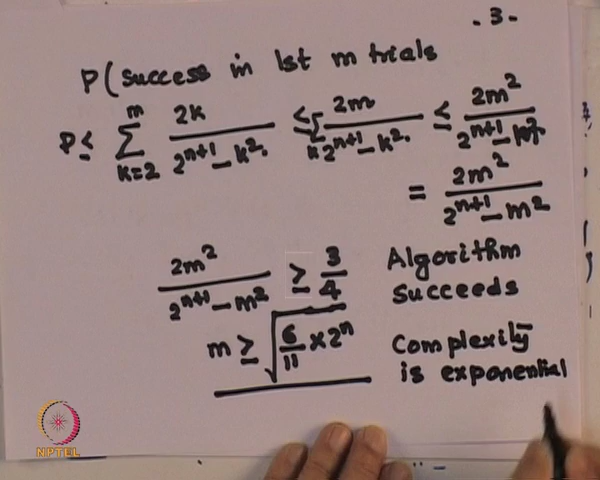 . 3 .
P ( Success in 1st m trials
P ≤ ∑_{k=2}^{m} 2k / (2^{n+1} - k^2) ≤ ∑_k 2m / (2^{n+1} - k^2) ≤ 2m^2 / (2^{n+1} - m^2)
= 2m^2 / (2^{n+1} - m^2)
2m^2 / (2^{n+1} - m^2) ≥ 3/4 Algorithm succeeds
m ≥ √(6/11 × 2^n) Complexity is exponential
NPTEL